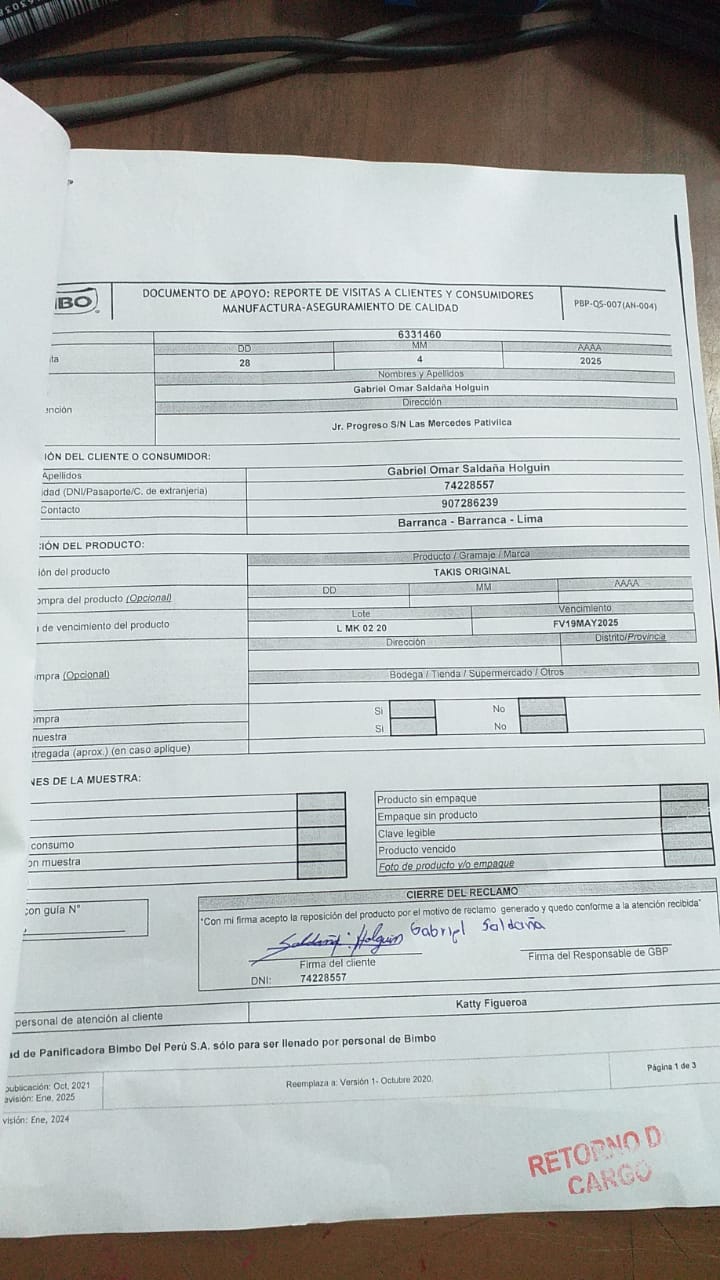 BO
DOCUMENTO DE APOYO: REPORTE DE VISITAS A CLIENTES Y CONSUMIDORES
MANUFACTURA-ASEGURAMIENTO DE CALIDAD
PBP-QS-007(AN-004)
6331460
ita DD MM AAAA
28 4 2025
Nombres y Apellidos
Gabriel Omar Saldaña Holguin
ención Dirección
Jr. Progreso S/N Las Mercedes Pativilca
IÓN DEL CLIENTE O CONSUMIDOR:
Apellidos Gabriel Omar Saldaña Holguin
idad (DNI/Pasaporte/C. de extranjeria) 74228557
Contacto 907286239
Barranca - Barranca - Lima
CIÓN DEL PRODUCTO:
Producto / Gramaje / Marca
ión del producto TAKIS ORIGINAL
ompra del producto (Opcional) DD MM AAAA
Lote Vencimiento
de vencimiento del producto L MK 02 20 FV19MAY2025
Dirección Distrito/Provincia
ompra (Opcional) Bodega / Tienda / Supermercado / Otros
ompra Si No
muestra Si No
ntregada (aprox.) (en caso aplique)
NES DE LA MUESTRA:
Producto sin empaque
Empaque sin producto
consumo Clave legible
on muestra Producto vencido
Foto de producto y/o empaque
CIERRE DEL RECLAMO
con guía N°
"Con mi firma acepto la reposición del producto por el motivo de reclamo generado y quedo conforme a la atención recibida"
Saldaña Holguin Gabriel Saldaña
Firma del cliente Firma del Responsable de GBP
DNI: 74228557
personal de atención al cliente Katty Figueroa
ad de Panificadora Bimbo Del Perú S.A. sólo para ser llenado por personal de Bimbo
publicación: Oct. 2021
evisión: Ene, 2025
Reemplaza a: Versión 1- Octubre 2020.
Página 1 de 3
visión: Ene, 2024
RETORNO D
CARGO